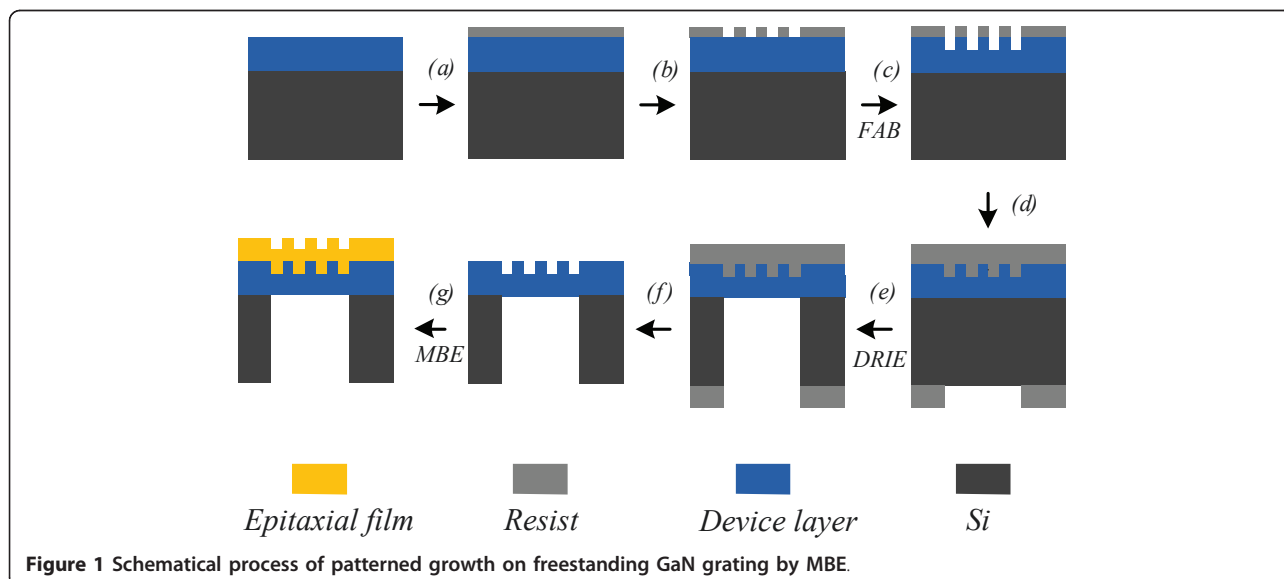 (a)
(b)
(c)
FAB
(d)
(g)
MBE
(f)
(e)
DRIE
Epitaxial film
Resist
Device layer
Si
Figure 1 Schematical process of patterned growth on freestanding GaN grating by MBE.